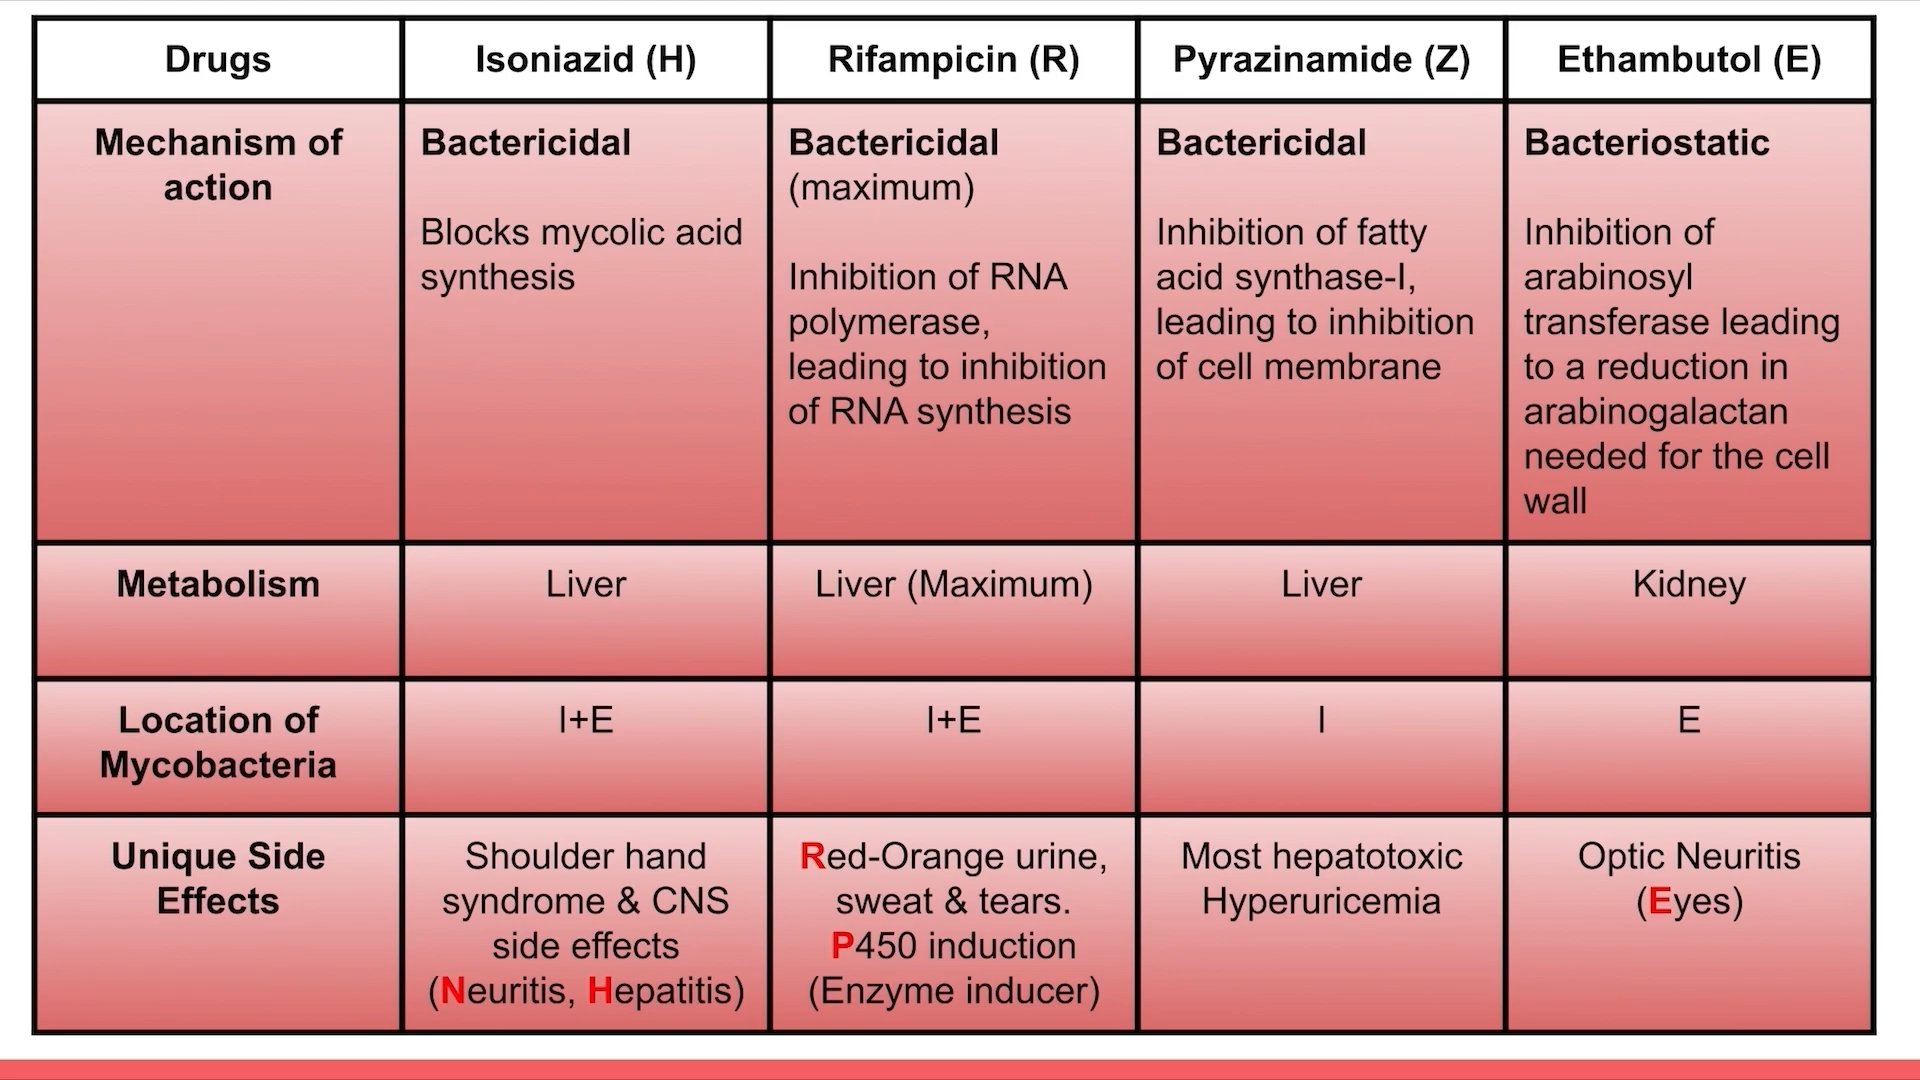 Drugs
Isoniazid (H)
Rifampicin (R)
Pyrazinamide (Z)
Ethambutol (E)
Mechanism of
action
Bactericidal
Blocks mycolic acid
synthesis
Bactericidal
(maximum)
Inhibition of RNA
polymerase,
leading to inhibition
of RNA synthesis
Bactericidal
Inhibition of fatty
acid synthase-I,
leading to inhibition
of cell membrane
Bacteriostatic
Inhibition of
arabinosyl
transferase leading
to a reduction in
arabinogalactan
needed for the cell
wall
Metabolism
Liver
Liver (Maximum)
Liver
Kidney
Location of
Mycobacteria
I+E
I+E
I
E
Unique Side
Effects
Shoulder hand
syndrome & CNS
side effects
(Neuritis, Hepatitis)
Red-Orange urine,
sweat & tears.
P450 induction
(Enzyme inducer)
Most hepatotoxic
Hyperuricemia
Optic Neuritis
(Eyes)